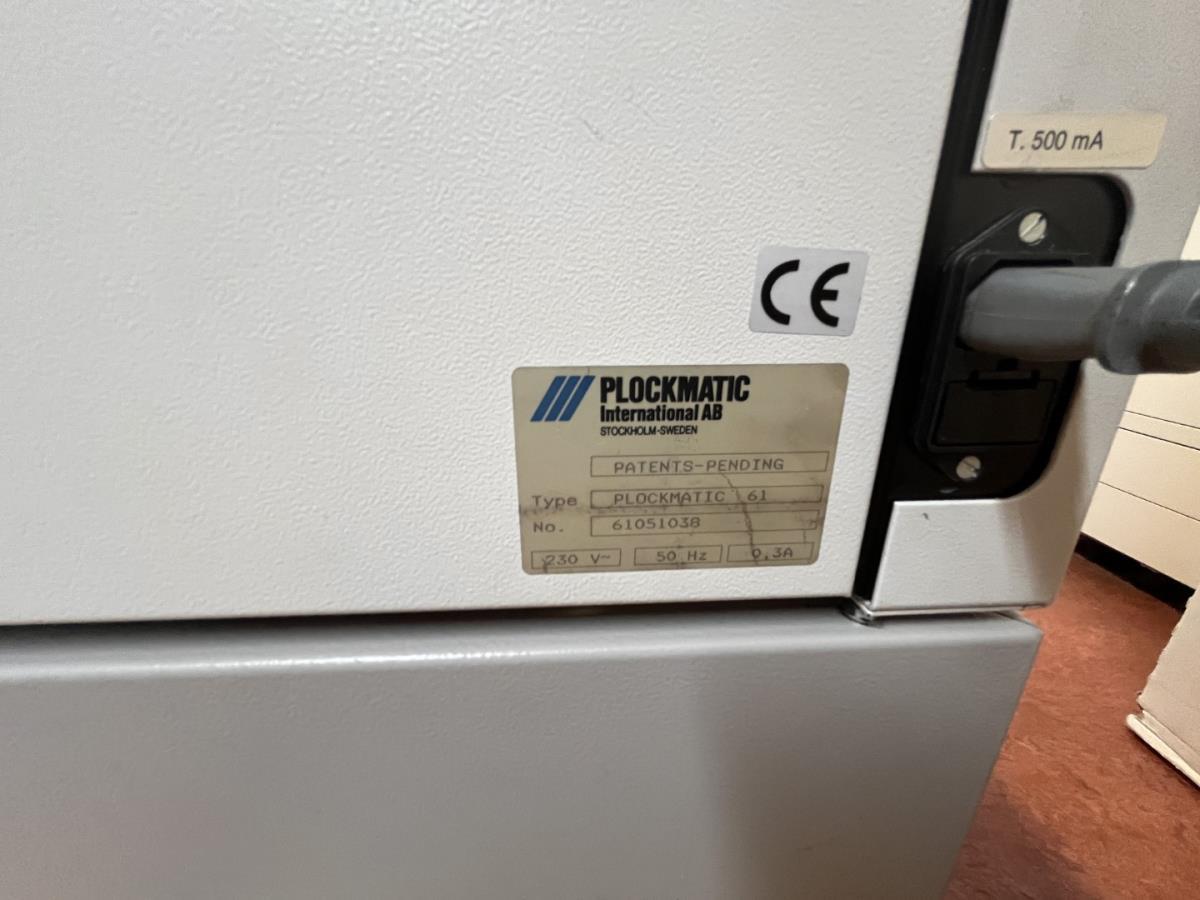 T. 500 mA
CE
PLOCKMATIC
International AB
STOCKHOLM-SWEDEN
PATENTS-PENDING
Type PLOCKMATIC 61
No. 61051038
230 V~ 50 Hz 0,3A